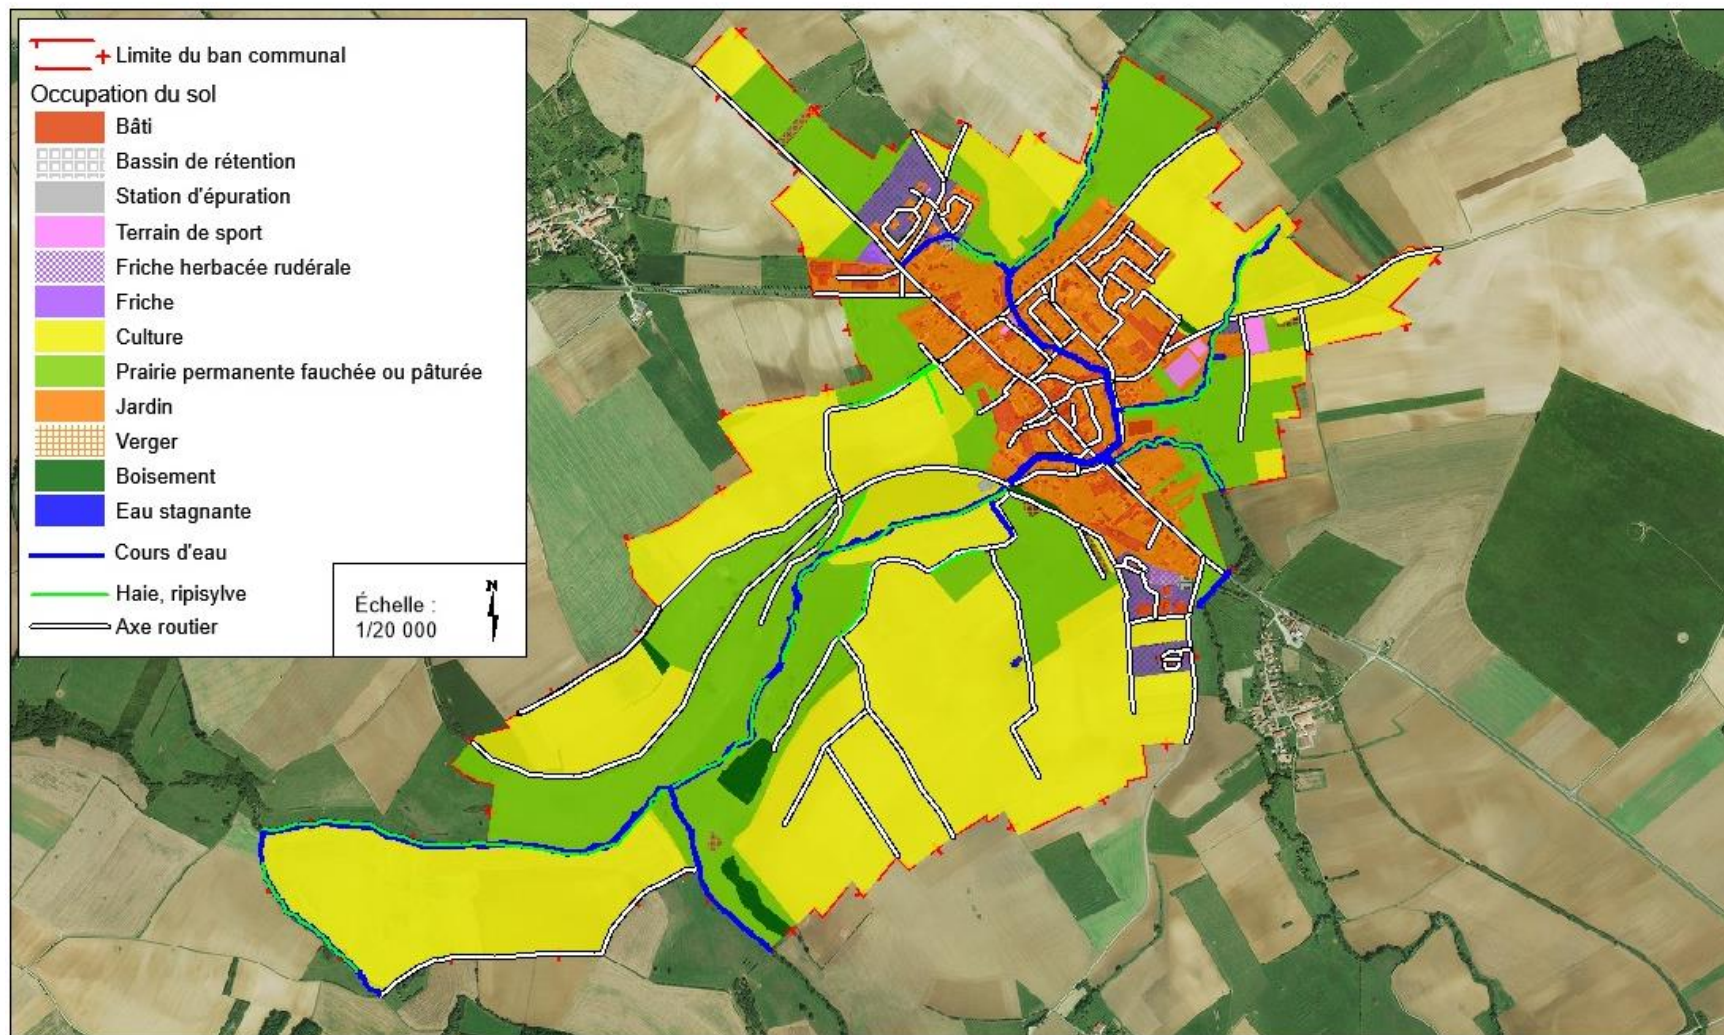 Limite du ban communal
Occupation du sol
Bâti
Bassin de rétention
Station d'épuration
Terrain de sport
Friche herbacée rudérale
Friche
Culture
Prairie permanente fauchée ou pâturée
Jardin
Verger
Boisement
Eau stagnante
Cours d'eau
Haie, ripisylve
Axe routier
Échelle :
1/20 000
N